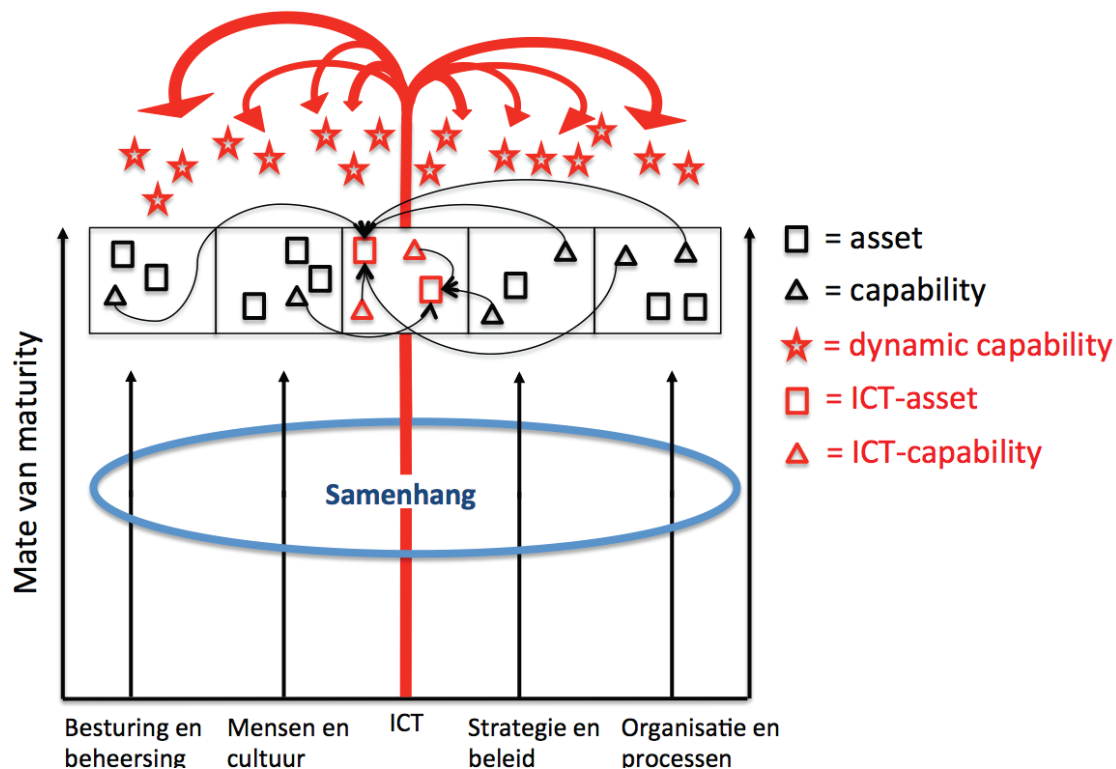 = asset
= capability
= dynamic capability
= ICT-asset
= ICT-capability
Mate van maturity
Samenhang
Besturing en
beheersing
Mensen en
cultuur
ICT
Strategie en
beleid
Organisatie en
processen